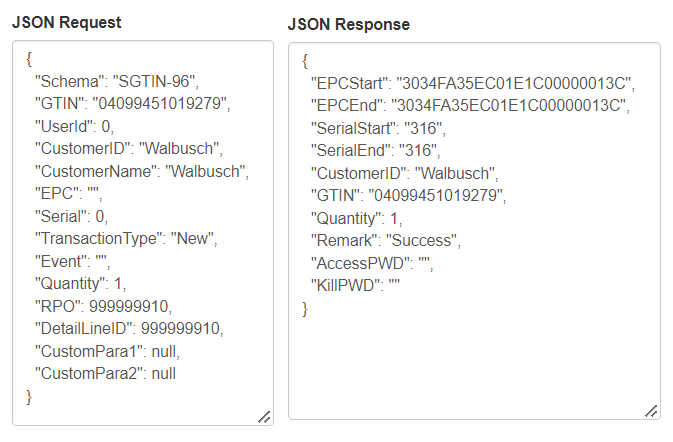 JSON Request
{
"Schema": "SGTIN-96",
"GTIN": "04099451019279",
"UserId": 0,
"CustomerID": "Walbusch",
"CustomerName": "Walbusch",
"EPC": "",
"Serial": 0,
"TransactionType": "New",
"Event": "",
"Quantity": 1,
"RPO": 999999910,
"DetailLineID": 999999910,
"CustomPara1": null,
"CustomPara2": null
}
JSON Response
{
"EPCStart": "3034FA35EC01E1C00000013C",
"EPCEnd": "3034FA35EC01E1C00000013C",
"SerialStart": "316",
"SerialEnd": "316",
"CustomerID": "Walbusch",
"GTIN": "04099451019279",
"Quantity": 1,
"Remark": "Success",
"AccessPWD": "",
"KillPWD": ""
}